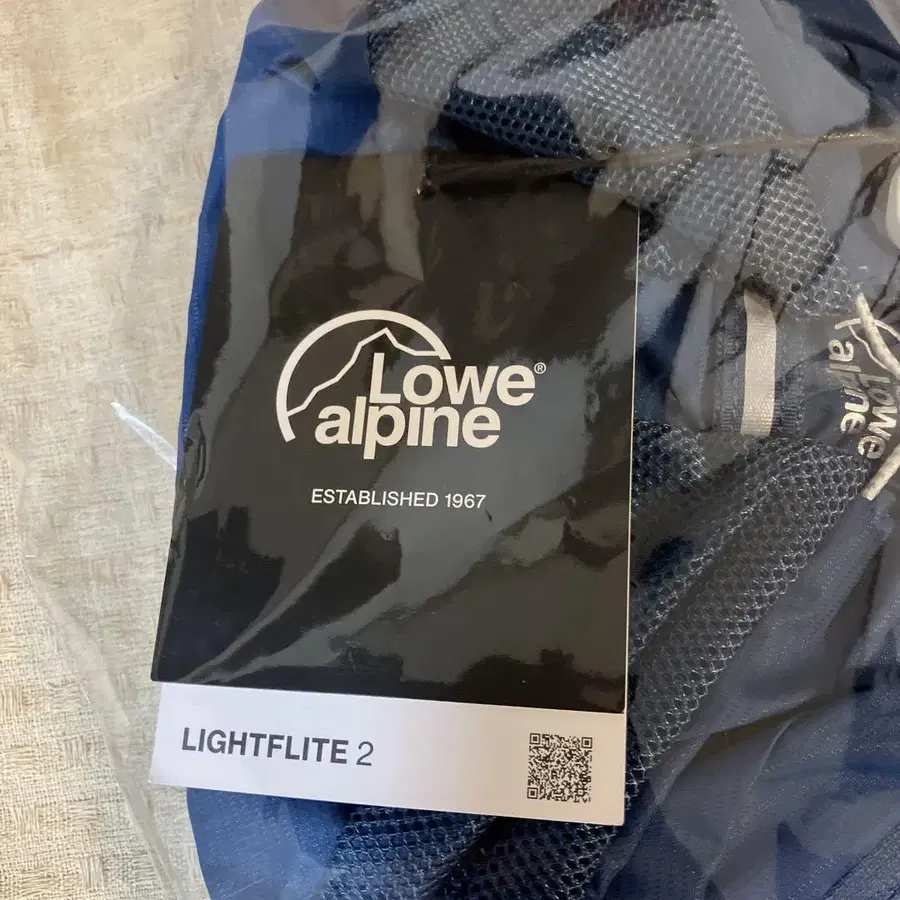 Lowe®
alpine
ESTABLISHED 1967
LIGHTFLITE 2
Lowe
alpine